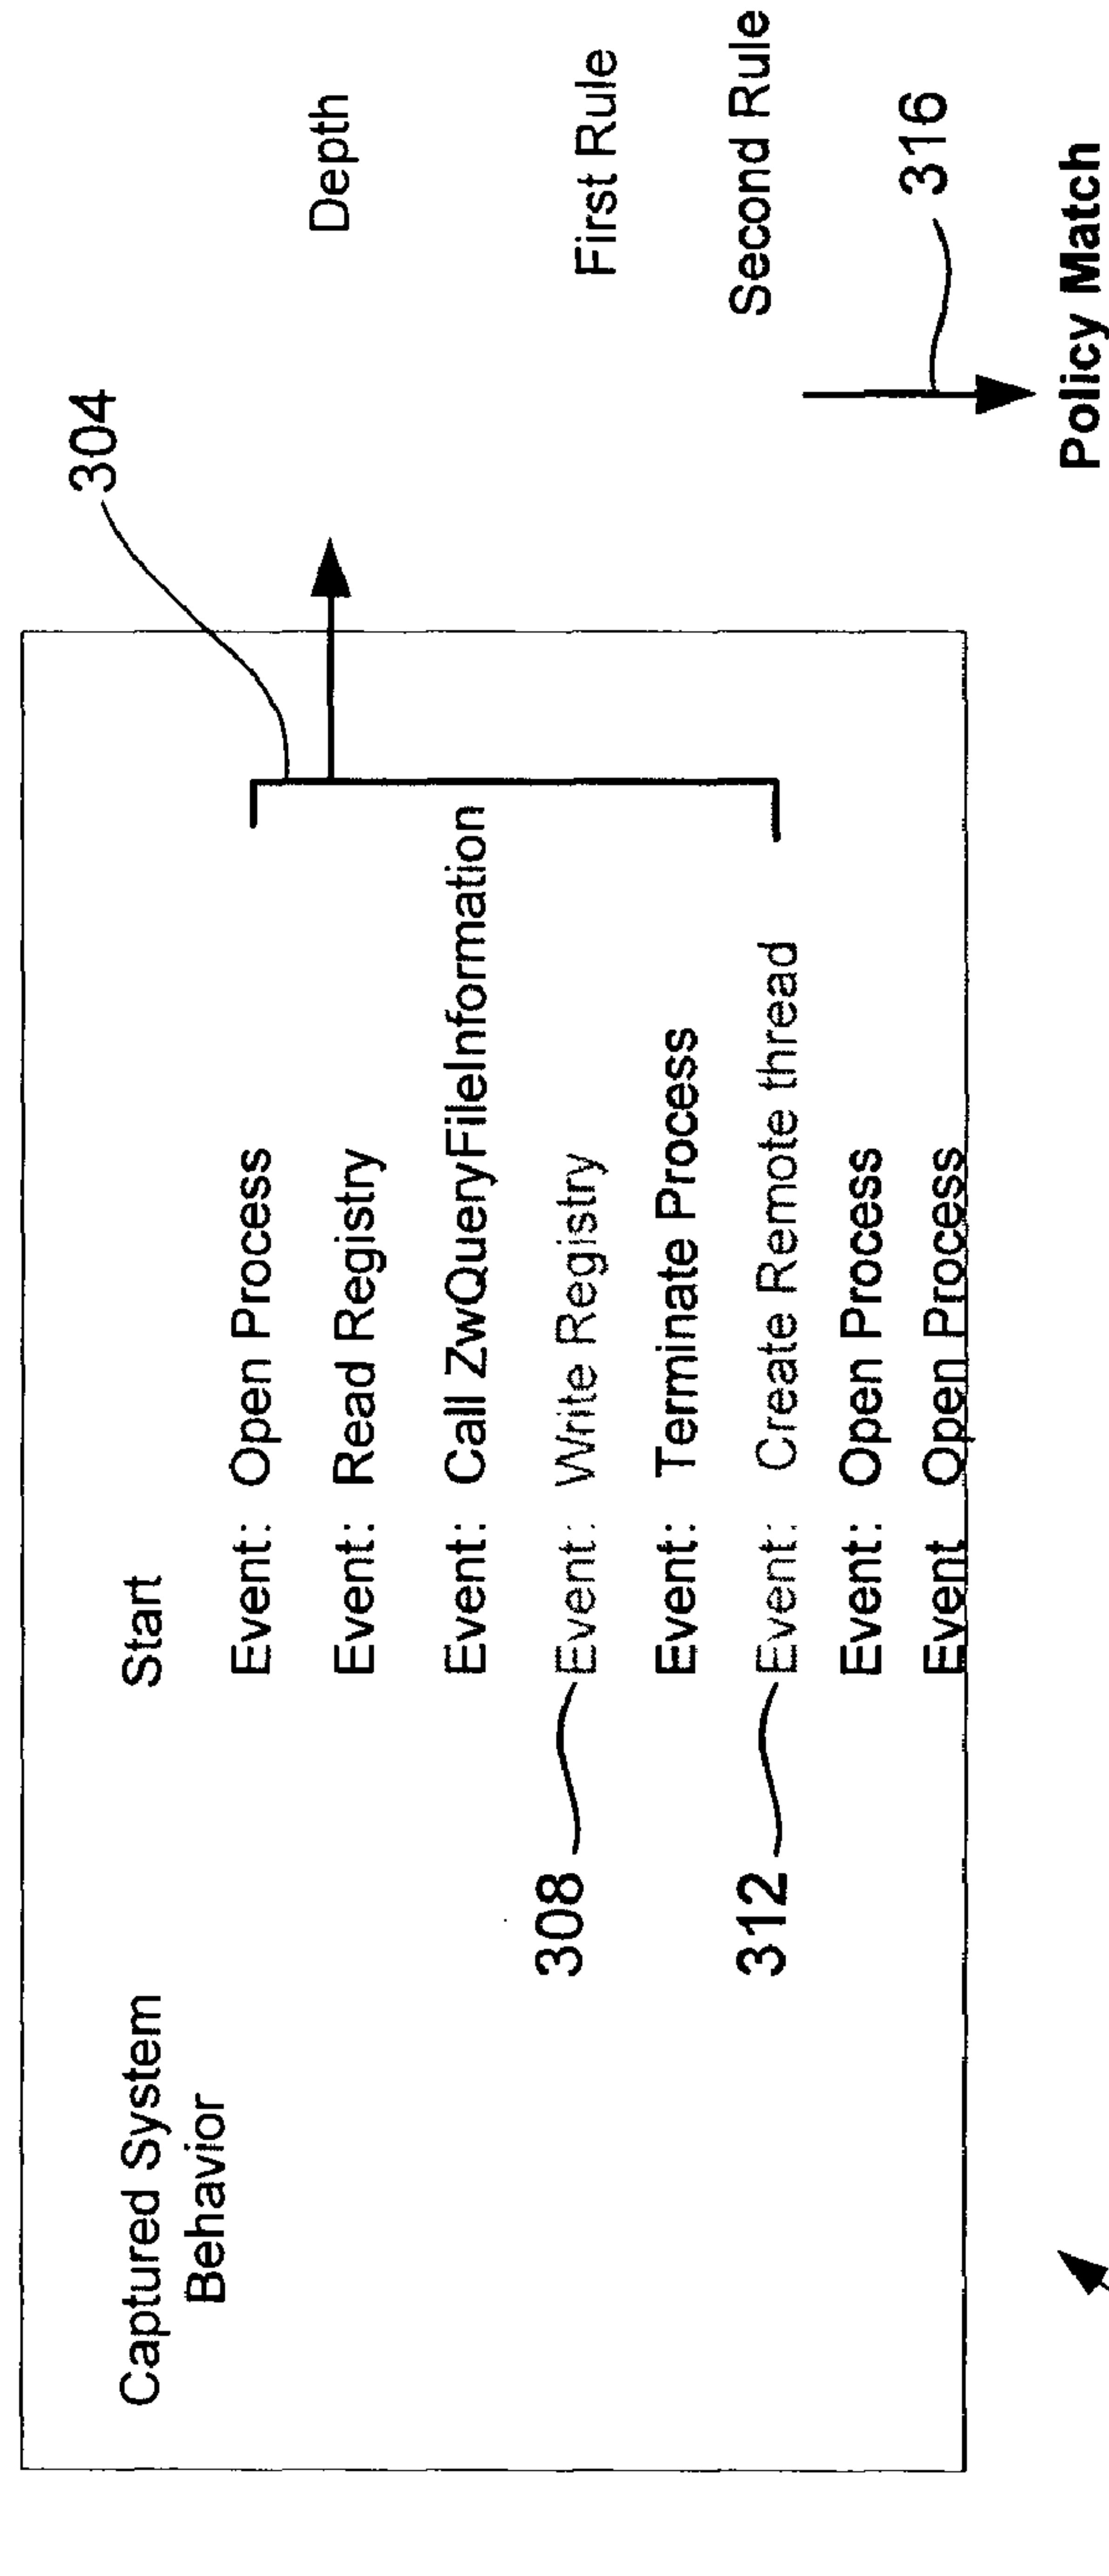 304
Captured System
Behavior
Start
Event: Open Process
Depth
Event: Read Registry
Event: Call ZwQueryFileInformation
308
Event: Write Registry
First Rule
Event: Terminate Process
312
Event: Create Remote thread
Second Rule
Event: Open Process
316
Event Open Process
Policy Match